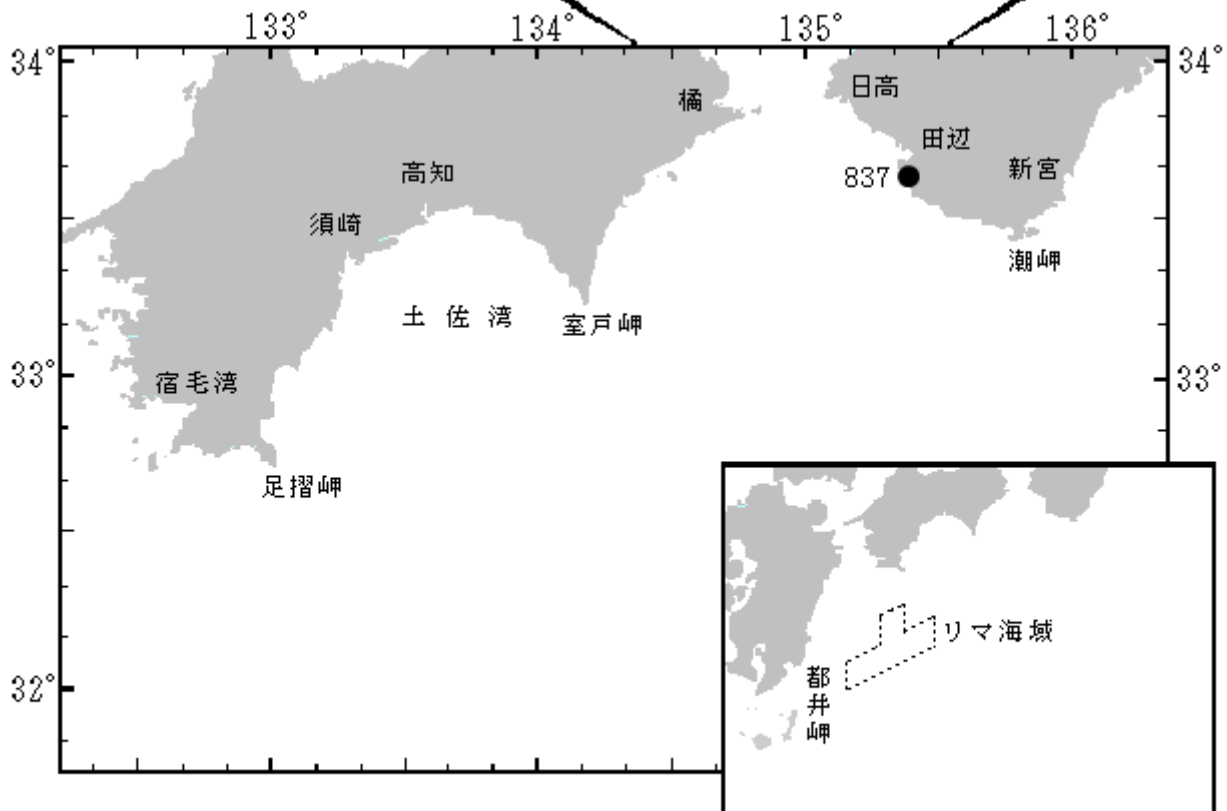 133°
134°
135°
136°
34°
34°
橘
日高
田辺
高知
837
新宮
須崎
潮岬
土佐湾
室戸岬
33°
33°
宿毛湾
足摺岬
リマ海域
32°
都井岬